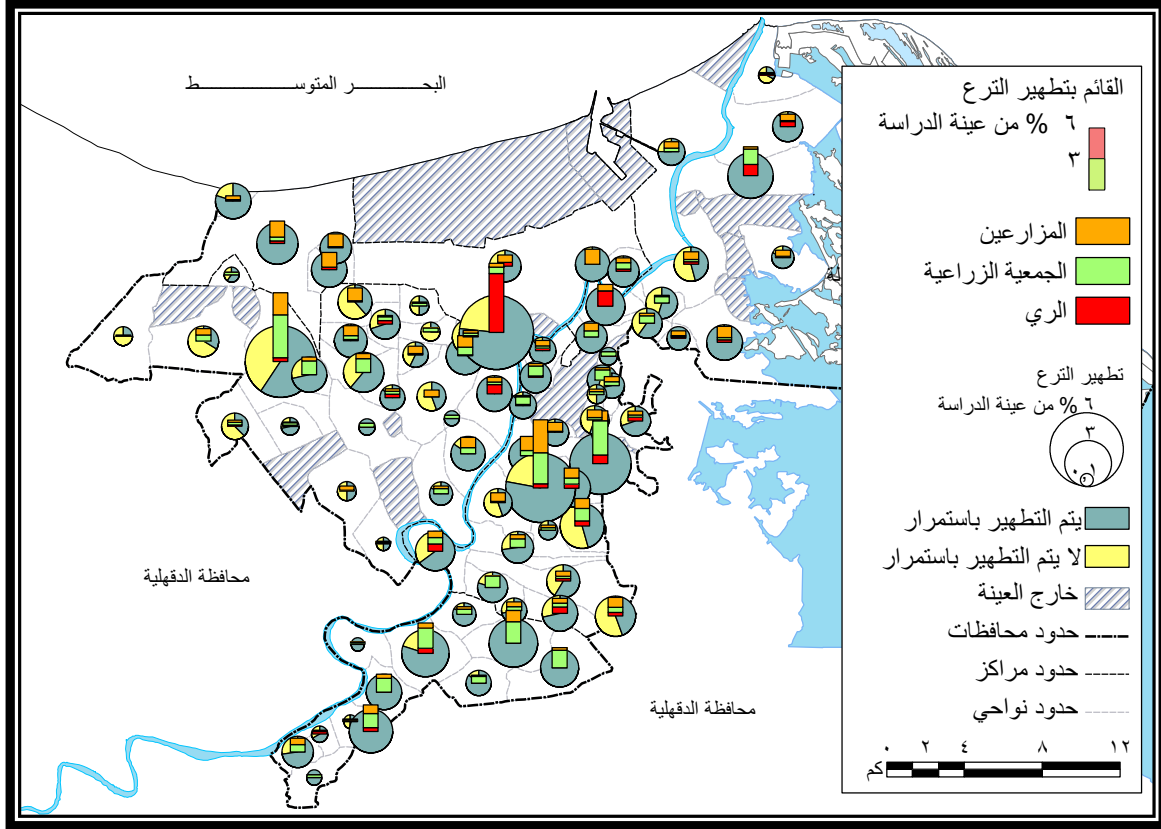 البحـــــــــر المتوســـــــــــط
القائم بتطهير الترع
٦ % من عينة الدراسة
٣
المزارعين
الجمعية الزراعية
الري
تطهير الترع
٦ % من عينة الدراسة
٣
١
٠
يتم التطهير باستمرار
لا يتم التطهير باستمرار
خارج العينة
حدود محافظات
حدود مراكز
حدود نواحي
٠ ٢ ٤ ٨ ١٢
كم
محافظة الدقهلية
محافظة الدقهلية